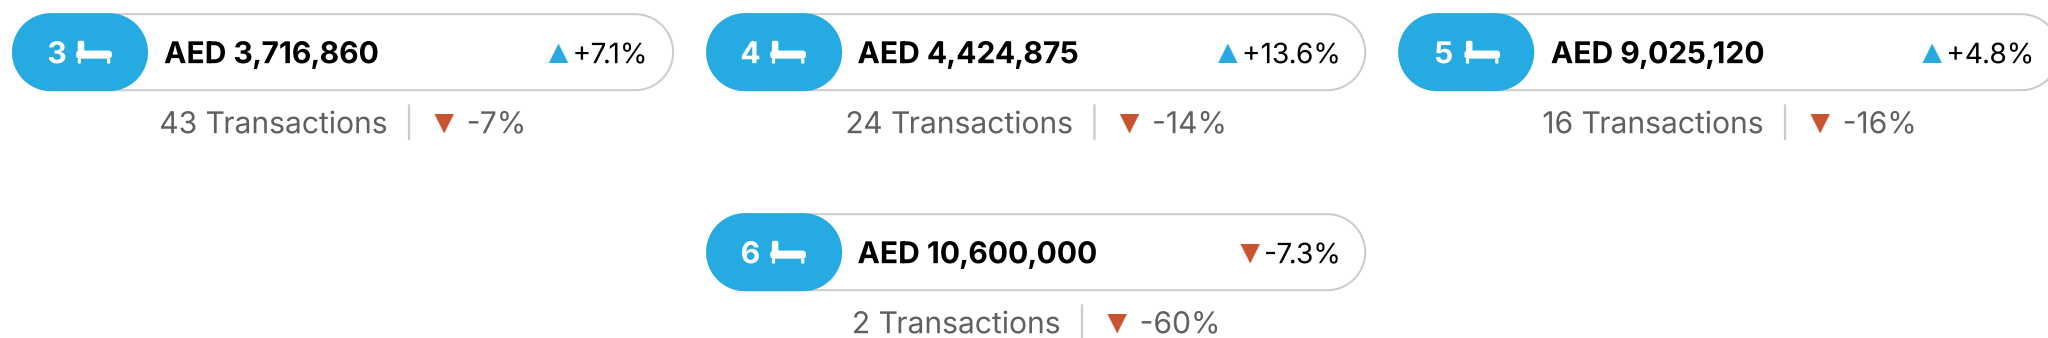 3 AED 3,716,860 ▲+7.1%
43 Transactions | ▼ -7%
4 AED 4,424,875 ▲+13.6%
24 Transactions | ▼ -14%
5 AED 9,025,120 ▲+4.8%
16 Transactions | ▼ -16%
6 AED 10,600,000 ▼-7.3%
2 Transactions | ▼ -60%